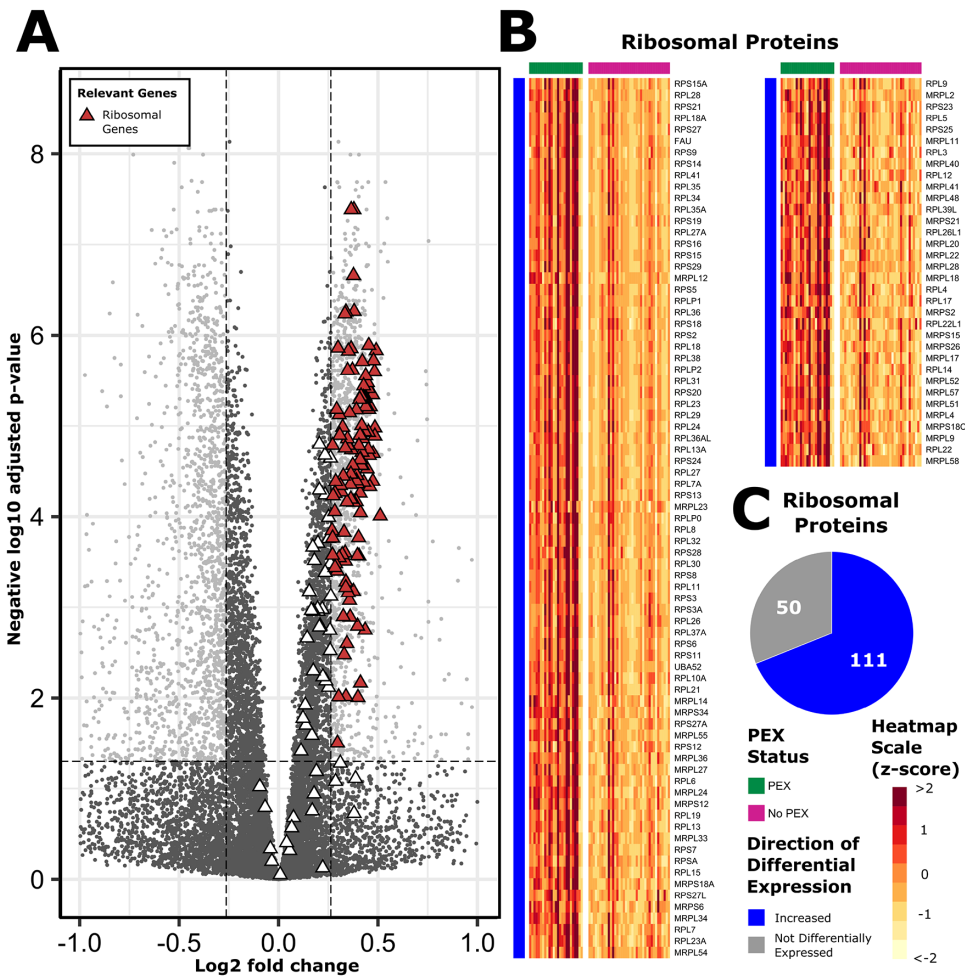 A
Relevant Genes
Ribosomal
Genes
Negative log10 adjusted p-value
8
6
4
2
0
-1.0
-0.5
0.0
0.5
1.0
Log2 fold change
B
Ribosomal Proteins
RPS15A
RPL28
RPS21
RPL18A
RPS27
FAU
RPS9
RPS14
RPL41
RPL35
RPL34
RPL35A
RPS19
RPL27A
RPS16
RPS15
RPS29
MRPL12
RPS5
RPLP1
RPL36
RPS18
RPS2
RPL18
RPL38
RPLP2
RPL31
RPS20
RPL23
RPL29
RPL24
RPL36AL
RPL13A
RPS24
RPL27
RPL7A
RPS13
MRPL23
RPLP0
RPL8
RPL32
RPS28
RPL30
RPS8
RPL11
RPS3
RPS3A
RPL26
RPL37A
RPS6
RPS11
UBA52
RPL10A
RPL21
MRPL14
MRPS34
RPS27A
MRPL55
RPS12
MRPL36
MRPL27
RPL6
MRPL24
MRPS12
RPL19
RPL13
MRPL33
RPS7
RPSA
RPL15
MRPS18A
RPS27L
MRPS6
MRPL34
RPL7
RPL23A
MRPL54
RPL9
MRPL2
RPS23
RPL5
RPS25
MRPL11
RPL3
MRPL40
RPL12
MRPL41
MRPL48
RPL39L
MRPS21
RPL26L1
MRPL20
MRPL22
MRPL28
MRPL18
RPL4
RPL17
MRPS2
RPL22L1
MRPS15
MRPS26
MRPL17
RPL14
MRPL52
MRPL57
MRPL51
MRPL4
MRPS18C
MRPL9
RPL22
MRPL58
C
Ribosomal
Proteins
50
111
PEX
Status
PEX
No PEX
Direction of
Differential
Expression
Increased
Not Differentially
Expressed
Heatmap
Scale
(z-score)
>2
1
0
-1
<-2